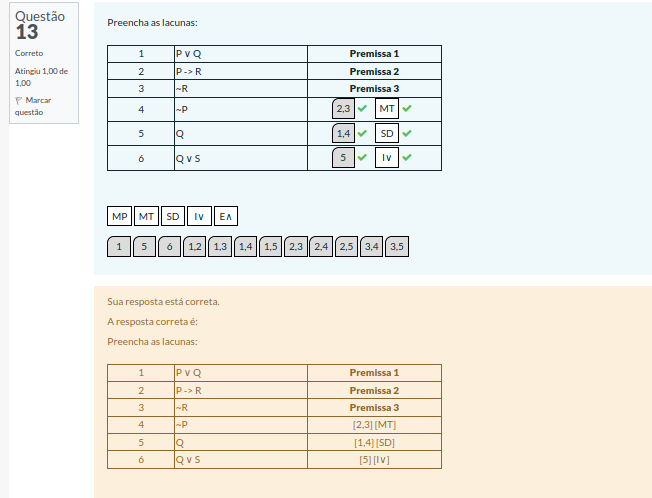 Questão
13
Correto
Atingiu 1,00 de
1,00
Marcar
questão
Preencha as lacunas:
1 P ∨ Q Premissa 1
2 P -> R Premissa 2
3 ~R Premissa 3
4 ~P 2,3 MT
5 Q 1,4 SD
6 Q ∨ S 5 I∨
MP MT SD I∨ E∧
1 5 6 1,2 1,3 1,4 1,5 2,3 2,4 2,5 3,4 3,5
Sua resposta está correta.
A resposta correta é:
Preencha as lacunas:
1 P ∨ Q Premissa 1
2 P -> R Premissa 2
3 ~R Premissa 3
4 ~P [2,3] [MT]
5 Q [1,4] [SD]
6 Q ∨ S [5] [I∨]